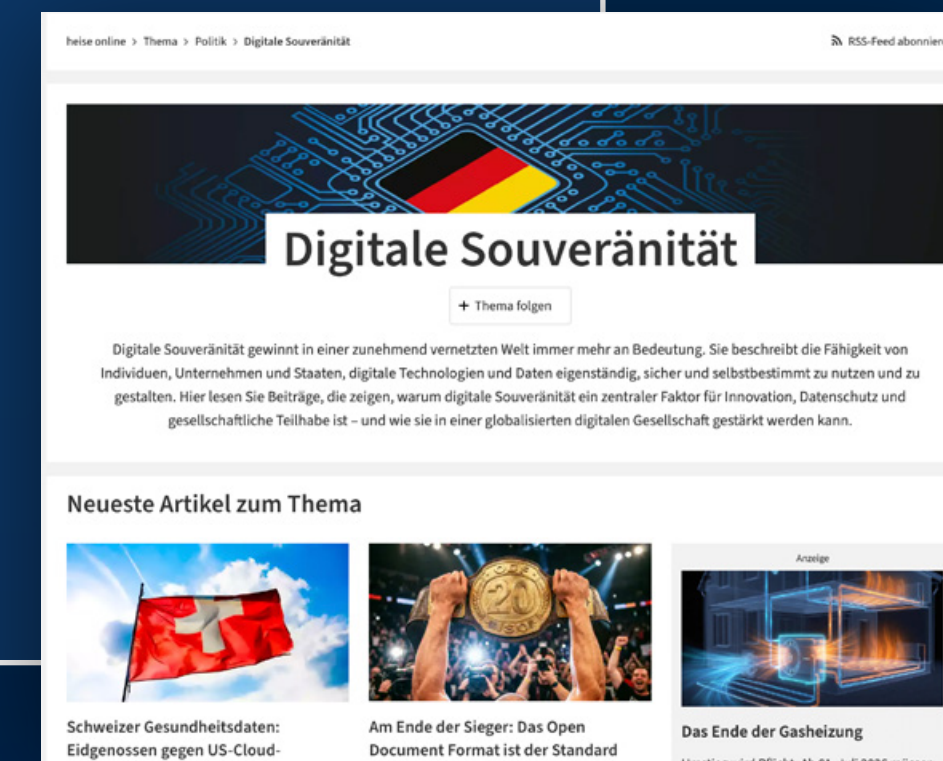 heise online > Thema > Politik > Digitale Souveränität
RSS-Feed abonnier
Digitale Souveränität
+ Thema folgen
Digitale Souveränität gewinnt in einer zunehmend vernetzten Welt immer mehr an Bedeutung. Sie beschreibt die Fähigkeit von
Individuen, Unternehmen und Staaten, digitale Technologien und Daten eigenständig, sicher und selbstbestimmt zu nutzen und zu
gestalten. Hier lesen Sie Beiträge, die zeigen, warum digitale Souveränität ein zentraler Faktor für Innovation, Datenschutz und
gesellschaftliche Teilhabe ist – und wie sie in einer globalisierten digitalen Gesellschaft gestärkt werden kann.
Neueste Artikel zum Thema
20
Schweizer Gesundheitsdaten:
Eidgenossen gegen US-Cloud-
Am Ende der Sieger: Das Open
Document Format ist der Standard
Anzeige
Das Ende der Gasheizung